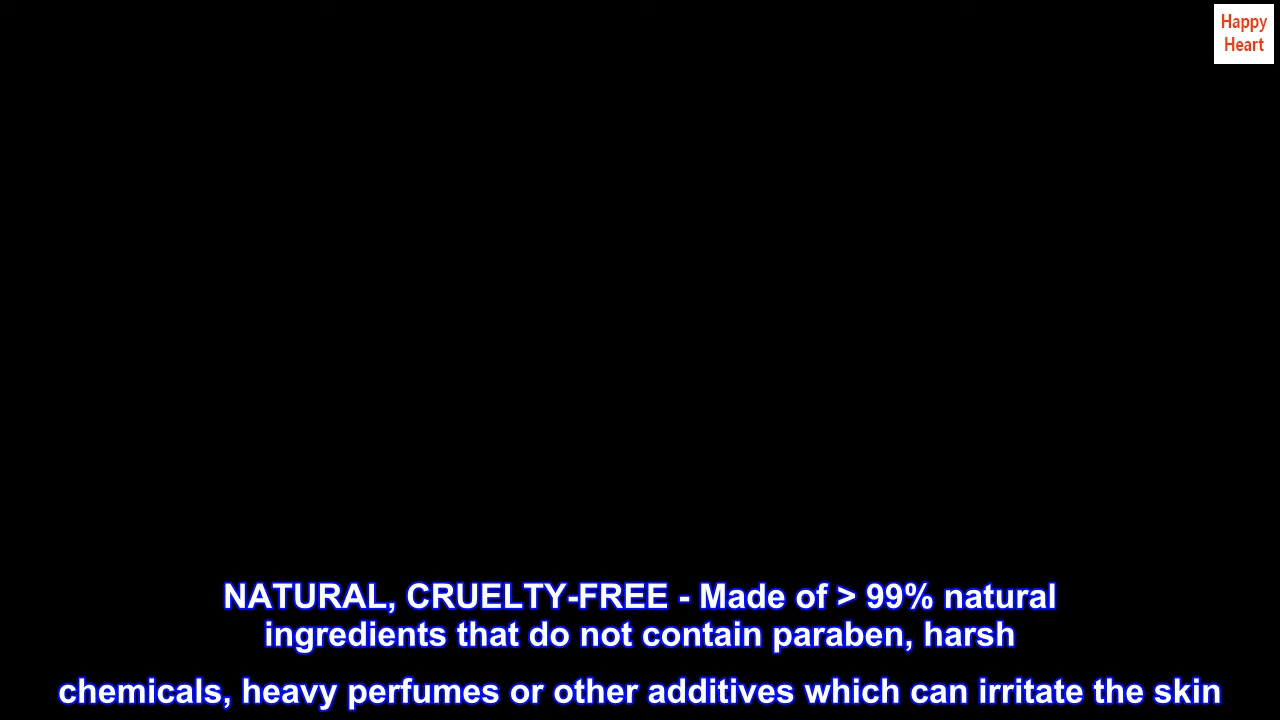 Happy
Heart
NATURAL, CRUELTY-FREE - Made of > 99% natural
ingredients that do not contain paraben, harsh
chemicals, heavy perfumes or other additives which can irritate the skin